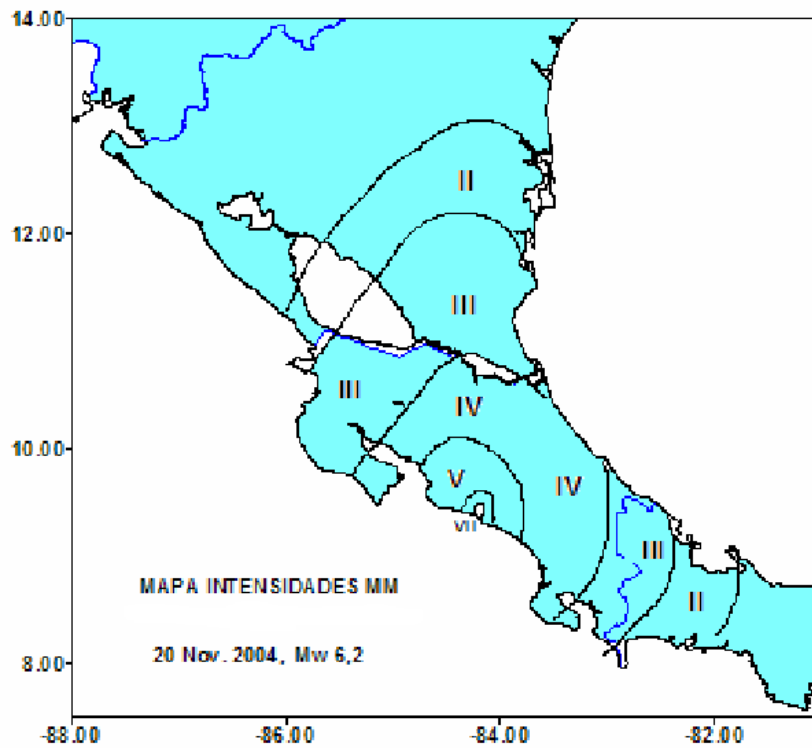 14.00
II
12.00
III
III
IV
10.00
V
IV
VII
III
MAPA INTENSIDADES MM
II
20 Nov. 2004, Mw 6,2
8.00
-88.00 -86.00 -84.00 -82.00